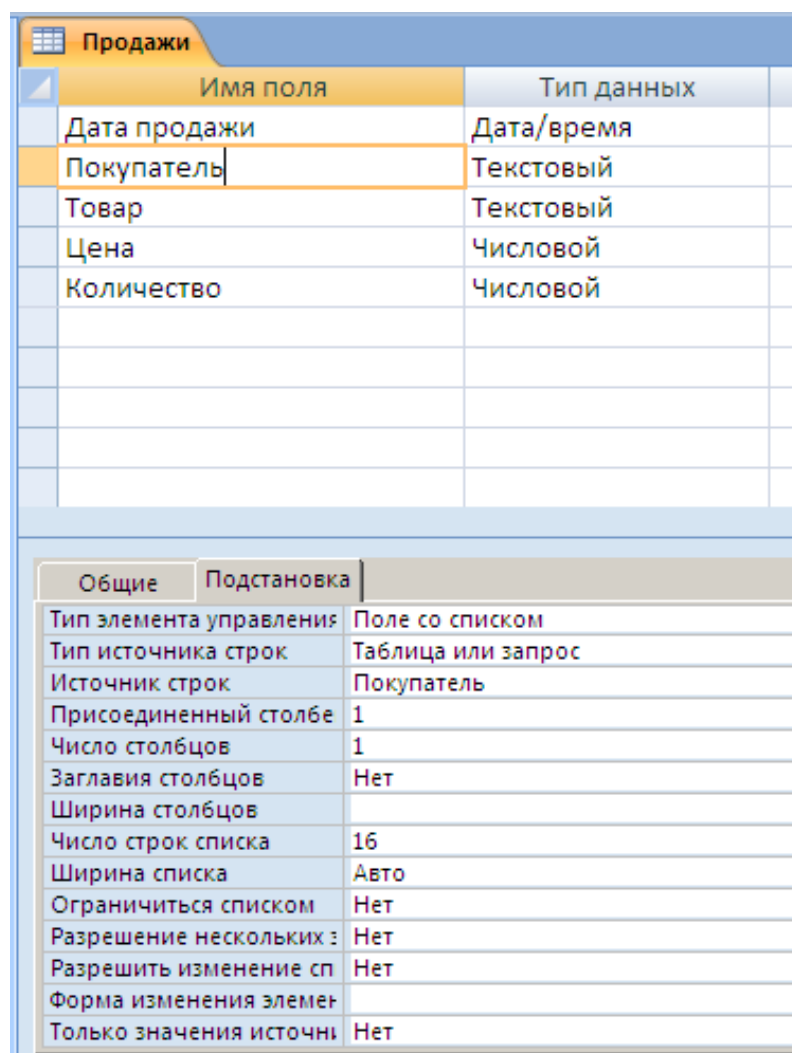 Продажи
Имя поля Тип данных
Дата продажи Дата/время
Покупатель Текстовый
Товар Текстовый
Цена Числовой
Количество Числовой
Общие Подстановка
Тип элемента управления Поле со списком
Тип источника строк Таблица или запрос
Источник строк Покупатель
Присоединенный столбе 1
Число столбцов 1
Заглавия столбцов Нет
Ширина столбцов
Число строк списка 16
Ширина списка Авто
Ограничиться списком Нет
Разрешение нескольких з Нет
Разрешить изменение сп Нет
Форма изменения элемен
Только значения источни Нет